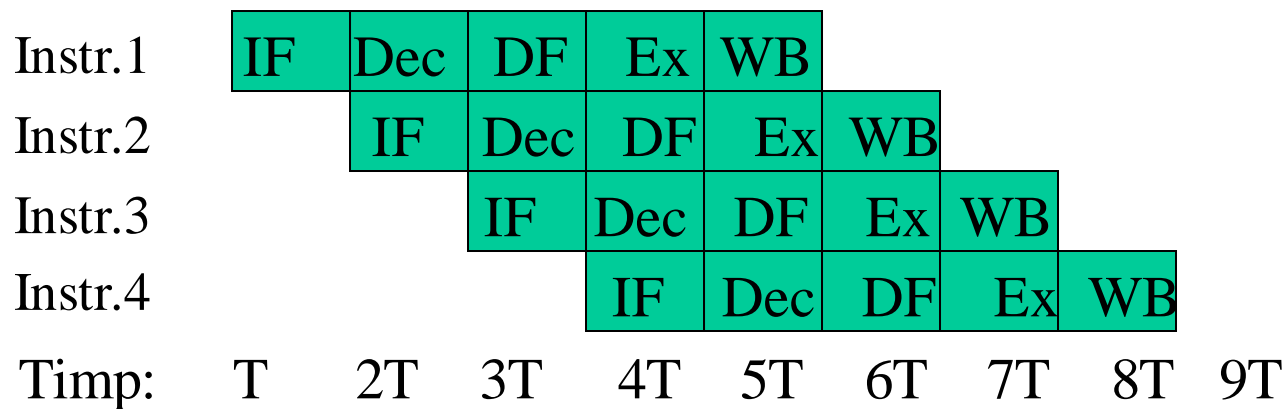 Instr.1 IF Dec DF Ex WB
Instr.2 IF Dec DF Ex WB
Instr.3 IF Dec DF Ex WB
Instr.4 IF Dec DF Ex WB
Timp: T 2T 3T 4T 5T 6T 7T 8T 9T